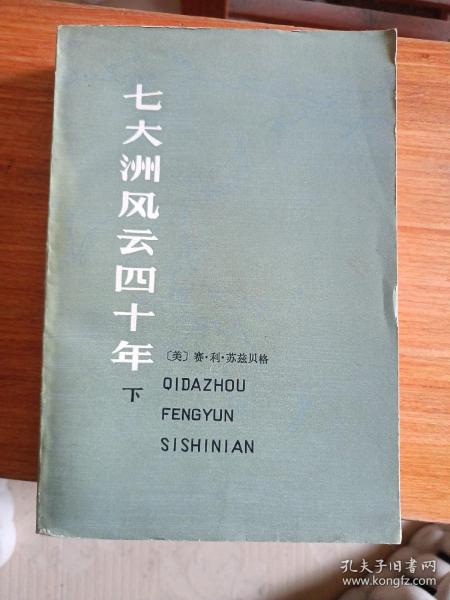 七大洲风云四十年
下
〔美〕赛·利·苏兹贝格
QIDAZHOU
FENGYUN
SISHINIAN
孔夫子旧书网
www.kongfz.com